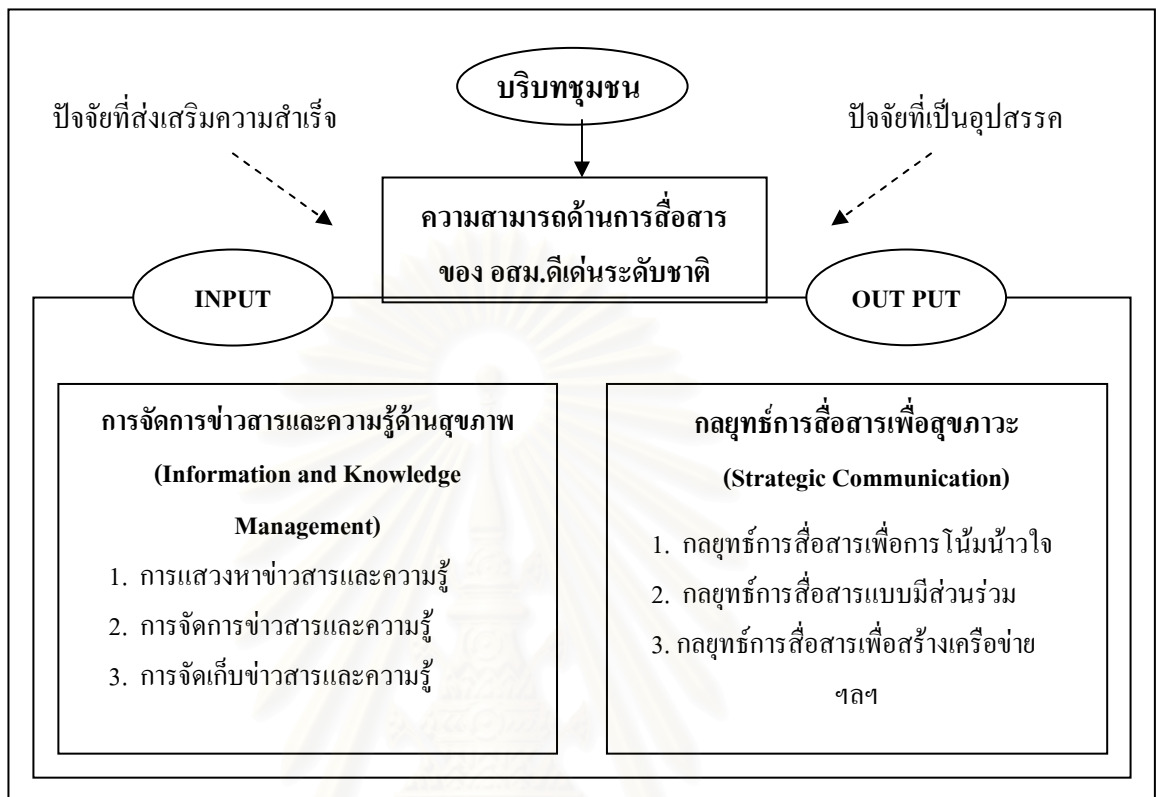 บริบทชุมชน
ปัจจัยที่ส่งเสริมความสำเร็จ
ปัจจัยที่เป็นอุปสรรค
ความสามารถด้านการสื่อสาร
ของ อสม.ดีเด่นระดับชาติ
INPUT
OUT PUT
การจัดการข่าวสารและความรู้ด้านสุขภาพ
(Information and Knowledge
Management)
1. การแสวงหาข่าวสารและความรู้
2. การจัดการข่าวสารและความรู้
3. การจัดเก็บข่าวสารและความรู้
กลยุทธ์การสื่อสารเพื่อสุขภาวะ
(Strategic Communication)
1. กลยุทธ์การสื่อสารเพื่อการโน้มน้าวใจ
2. กลยุทธ์การสื่อสารแบบมีส่วนร่วม
3. กลยุทธ์การสื่อสารเพื่อสร้างเครือข่าย
ฯลฯ